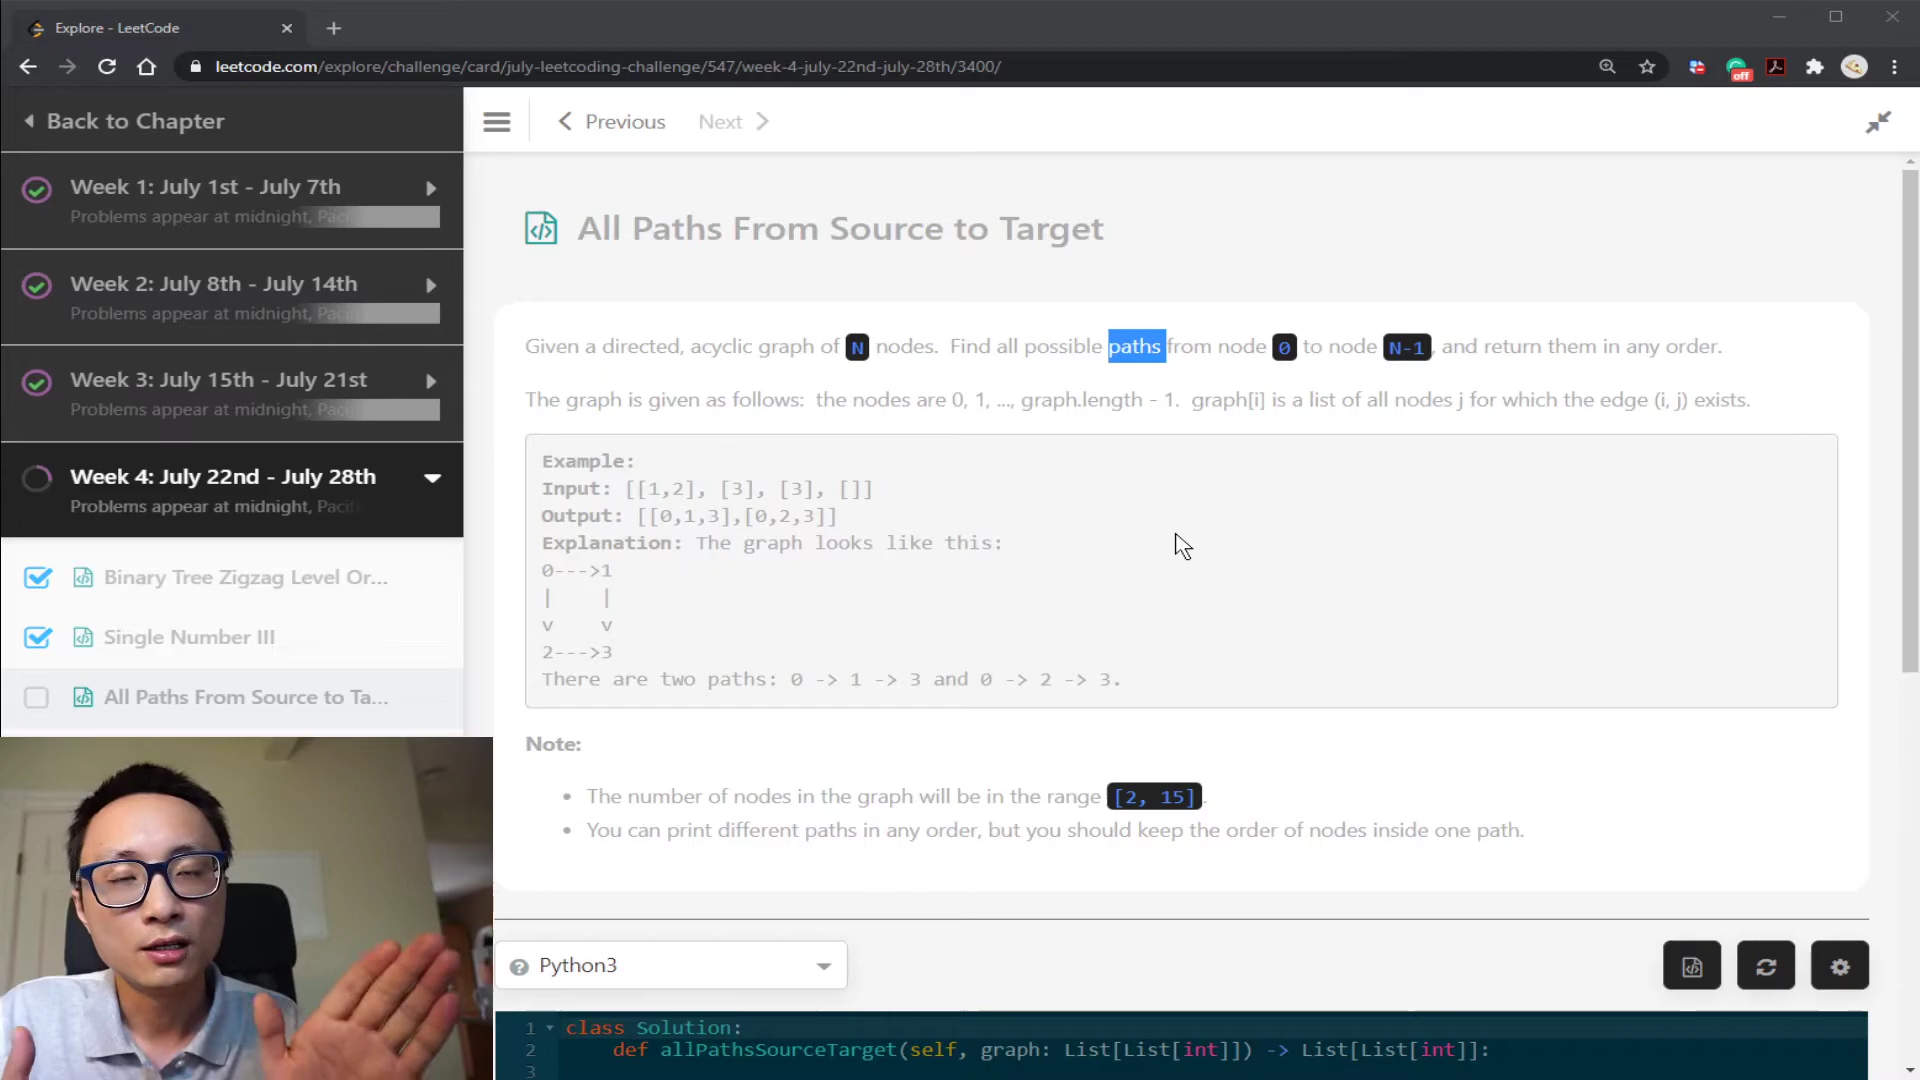 Explore - LeetCode
leetcode.com/explore/challenge/card/july-leetcoding-challenge/547/week-4-july-22nd-july-28th/3400/
off
Back to Chapter
Previous
Next
Week 1: July 1st - July 7th
Problems appear at midnight, Paci
Week 2: July 8th - July 14th
Problems appear at midnight, Paci
Week 3: July 15th - July 21st
Problems appear at midnight, Paci
Week 4: July 22nd - July 28th
Problems appear at midnight, Pacif
Binary Tree Zigzag Level Or...
Single Number III
All Paths From Source to Ta...
All Paths From Source to Target
Given a directed, acyclic graph of N nodes. Find all possible paths from node 0 to node N-1, and return them in any order.
The graph is given as follows: the nodes are 0, 1, ..., graph.length - 1. graph[i] is a list of all nodes j for which the edge (i, j) exists.
Example:
Input: [[1,2], [3], [3], []]
Output: [[0,1,3],[0,2,3]]
Explanation: The graph looks like this:
0--->1
|    |
v    v
2--->3
There are two paths: 0 -> 1 -> 3 and 0 -> 2 -> 3.
Note:
• The number of nodes in the graph will be in the range [2, 15].
• You can print different paths in any order, but you should keep the order of nodes inside one path.
Python3
1 class Solution:
2 def allPathsSourceTarget(self, graph: List[List[int]]) -> List[List[int]]:
3